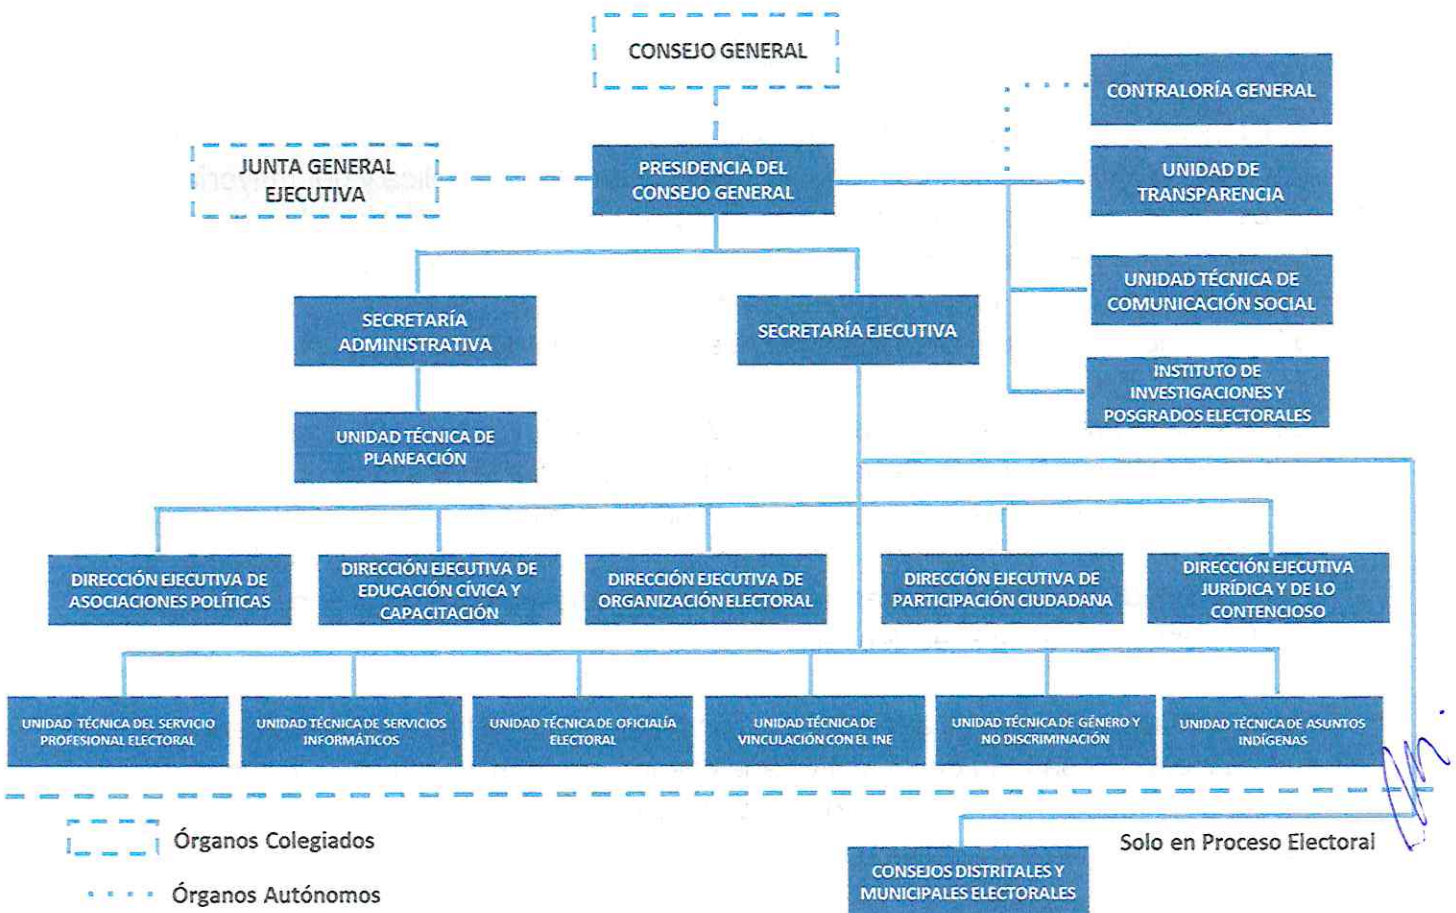 CONSEJO GENERAL
CONTRALORÍA GENERAL
JUNTA GENERAL
EJECUTIVA
PRESIDENCIA DEL
CONSEJO GENERAL
UNIDAD DE
TRANSPARENCIA
UNIDAD TÉCNICA DE
COMUNICACIÓN SOCIAL
SECRETARÍA
ADMINISTRATIVA
SECRETARÍA EJECUTIVA
INSTITUTO DE
INVESTIGACIONES Y
POSGRADOS ELECTORALES
UNIDAD TÉCNICA DE
PLANEACIÓN
DIRECCIÓN EJECUTIVA DE
ASOCIACIONES POLÍTICAS
DIRECCIÓN EJECUTIVA DE
EDUCACIÓN CÍVICA Y
CAPACITACIÓN
DIRECCIÓN EJECUTIVA DE
ORGANIZACIÓN ELECTORAL
DIRECCIÓN EJECUTIVA DE
PARTICIPACIÓN CIUDADANA
DIRECCIÓN EJECUTIVA
JURÍDICA Y DE LO
CONTENCIOSO
UNIDAD TÉCNICA DEL SERVICIO
PROFESIONAL ELECTORAL
UNIDAD TÉCNICA DE SERVICIOS
INFORMÁTICOS
UNIDAD TÉCNICA DE OFICIALÍA
ELECTORAL
UNIDAD TÉCNICA DE
VINCULACIÓN CON EL INE
UNIDAD TÉCNICA DE GÉNERO Y
NO DISCRIMINACIÓN
UNIDAD TÉCNICA DE ASUNTOS
INDÍGENAS
Órganos Colegiados
Solo en Proceso Electoral
CONSEJOS DISTRITALES Y
MUNICIPALES ELECTORALES
Órganos Autónomos